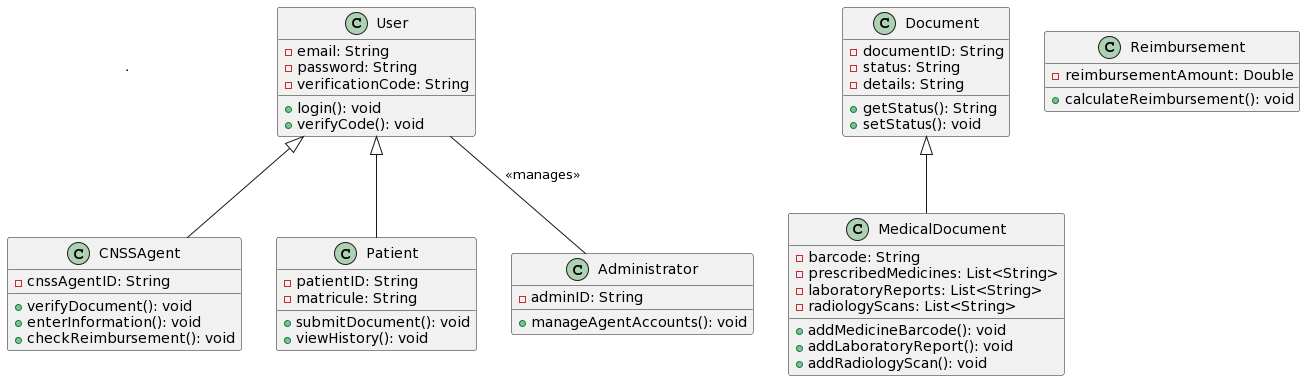 C User
email: String
password: String
verificationCode: String
login(): void
verifyCode(): void
C Document
documentID: String
status: String
details: String
getStatus(): String
setStatus(): void
C Reimbursement
reimbursementAmount: Double
calculateReimbursement(): void
.
«manages»
C CNSSAgent
cnssAgentID: String
verifyDocument(): void
enterInformation(): void
checkReimbursement(): void
C Patient
patientID: String
matricule: String
submitDocument(): void
viewHistory(): void
C Administrator
adminID: String
manageAgentAccounts(): void
C MedicalDocument
barcode: String
prescribedMedicines: List<String>
laboratoryReports: List<String>
radiologyScans: List<String>
addMedicineBarcode(): void
addLaboratoryReport(): void
addRadiologyScan(): void